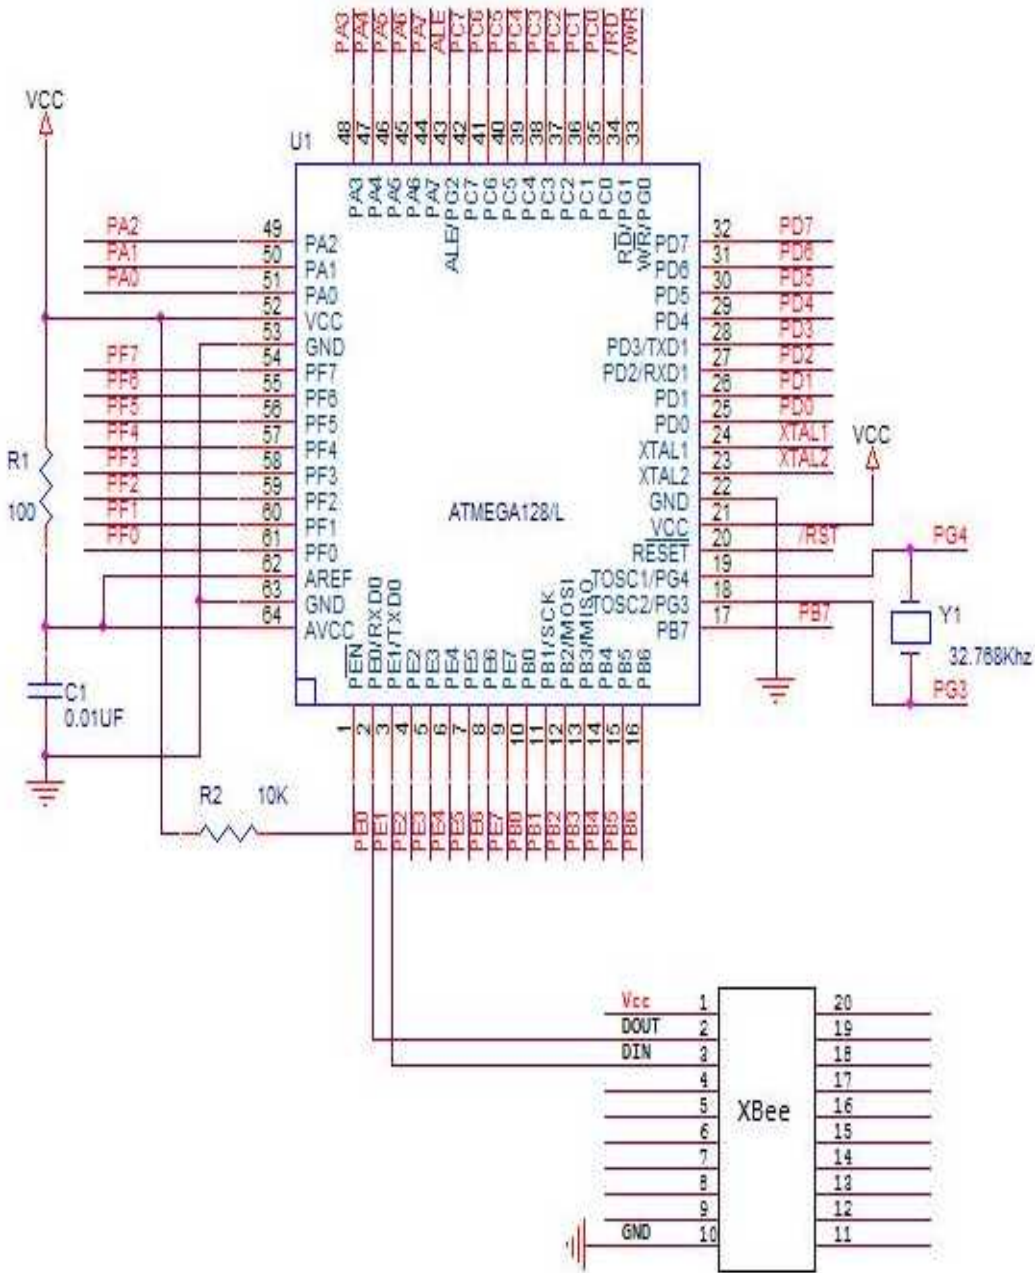 PA3 PA4 PA5 PA6 PA7 ALE PC7 PC6 PC5 PC4 PC3 PC2 PC1 PC0 /RD /WR
48 47 46 45 44 43 42 41 40 39 38 37 36 35 34 33
VCC
U1
PA3 PA4 PA5 PA6 PA7 ALE/PG2 PC7 PC6 PC5 PC4 PC3 PC2 PC1 PC0 RD/PG1 WR/PG0
PA2 49 PA2
PA1 50 PA1
PA0 51 PA0
52 VCC
53 GND
PF7 54 PF7
PF6 55 PF6
PF5 56 PF5
PF4 57 PF4
PF3 58 PF3
PF2 59 PF2
PF1 60 PF1
PF0 61 PF0
62 AREF
63 GND
64 AVCC
R1
100
C1
0.01UF
ATMEGA128/L
PD7 32 PD7
PD6 31 PD6
PD5 30 PD5
PD4 29 PD4
PD3/TXD1 28 PD3
PD2/RXD1 27 PD2
PD1 26 PD1
PD0 25 PD0
XTAL1 24 XTAL1
XTAL2 23 XTAL2
GND 22
VCC 21
RESET 20 /RST
TOSC1/PG4 19
TOSC2/PG3 18
PB7 17 PB7
VCC
PG4
Y1
32.768Khz
PG3
PEN PE0/RXD0 PE1/TXD0 PE2 PE3 PE4 PE5 PE6 PE7 PB0 PB1/SCK PB2/MOSI PB3/MISO PB4 PB5 PB6
1 2 3 4 5 6 7 8 9 10 11 12 13 14 15 16
R2 10K
PE0 PE1 PE2 PE3 PE4 PE5 PE6 PE7 PB0 PB1 PB2 PB3 PB4 PB5 PB6
Vcc 1 20
DOUT 2 19
DIN 3 18
4 17
5 16
XBee
6 15
7 14
8 13
9 12
GND 10 11